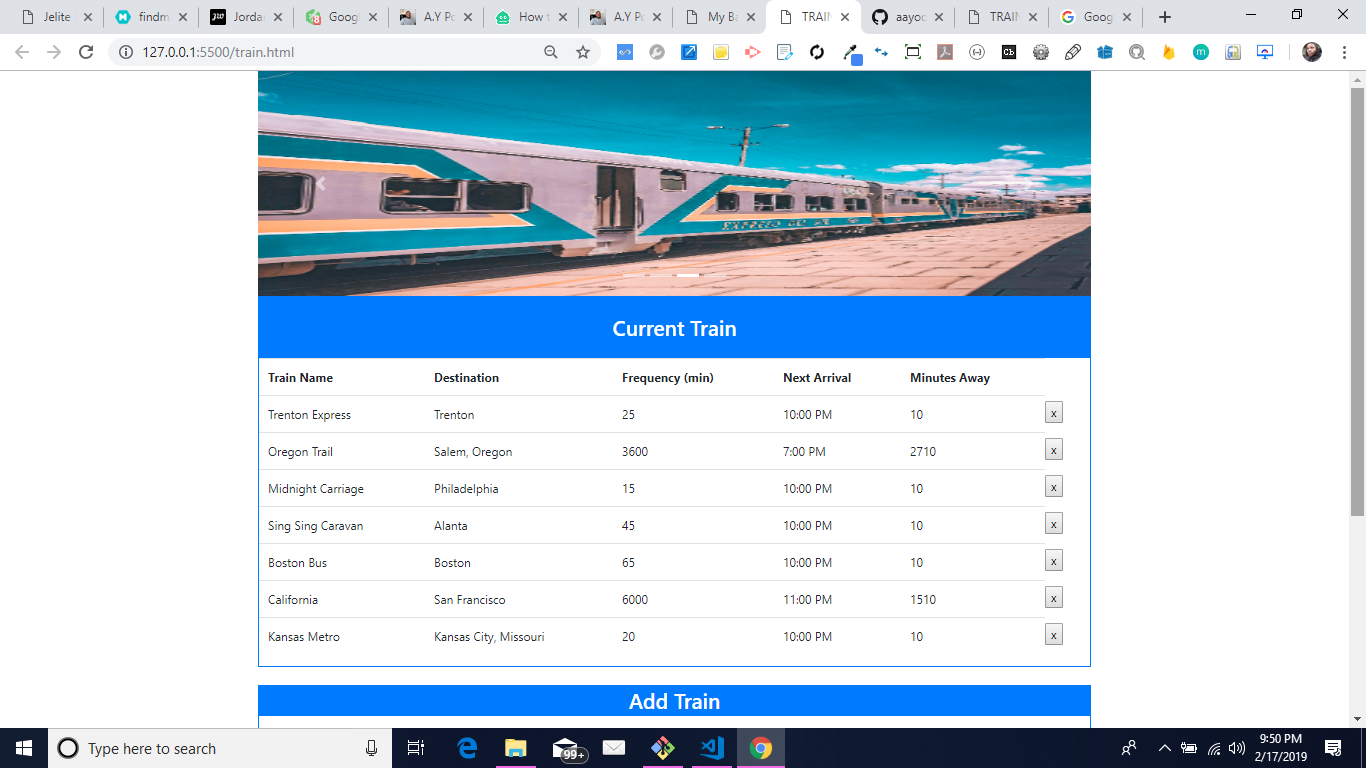 Jelite
findm
Jorda
Goog
A.Y Po
How t
A.Y Po
My Ba
TRAIN
aayoc
TRAIN
Goog
127.0.0.1:5500/train.html
Current Train
Train Name Destination Frequency (min) Next Arrival Minutes Away
Trenton Express Trenton 25 10:00 PM 10 x
Oregon Trail Salem, Oregon 3600 7:00 PM 2710 x
Midnight Carriage Philadelphia 15 10:00 PM 10 x
Sing Sing Caravan Alanta 45 10:00 PM 10 x
Boston Bus Boston 65 10:00 PM 10 x
California San Francisco 6000 11:00 PM 1510 x
Kansas Metro Kansas City, Missouri 20 10:00 PM 10 x
Add Train
Type here to search
99+
9:50 PM
2/17/2019